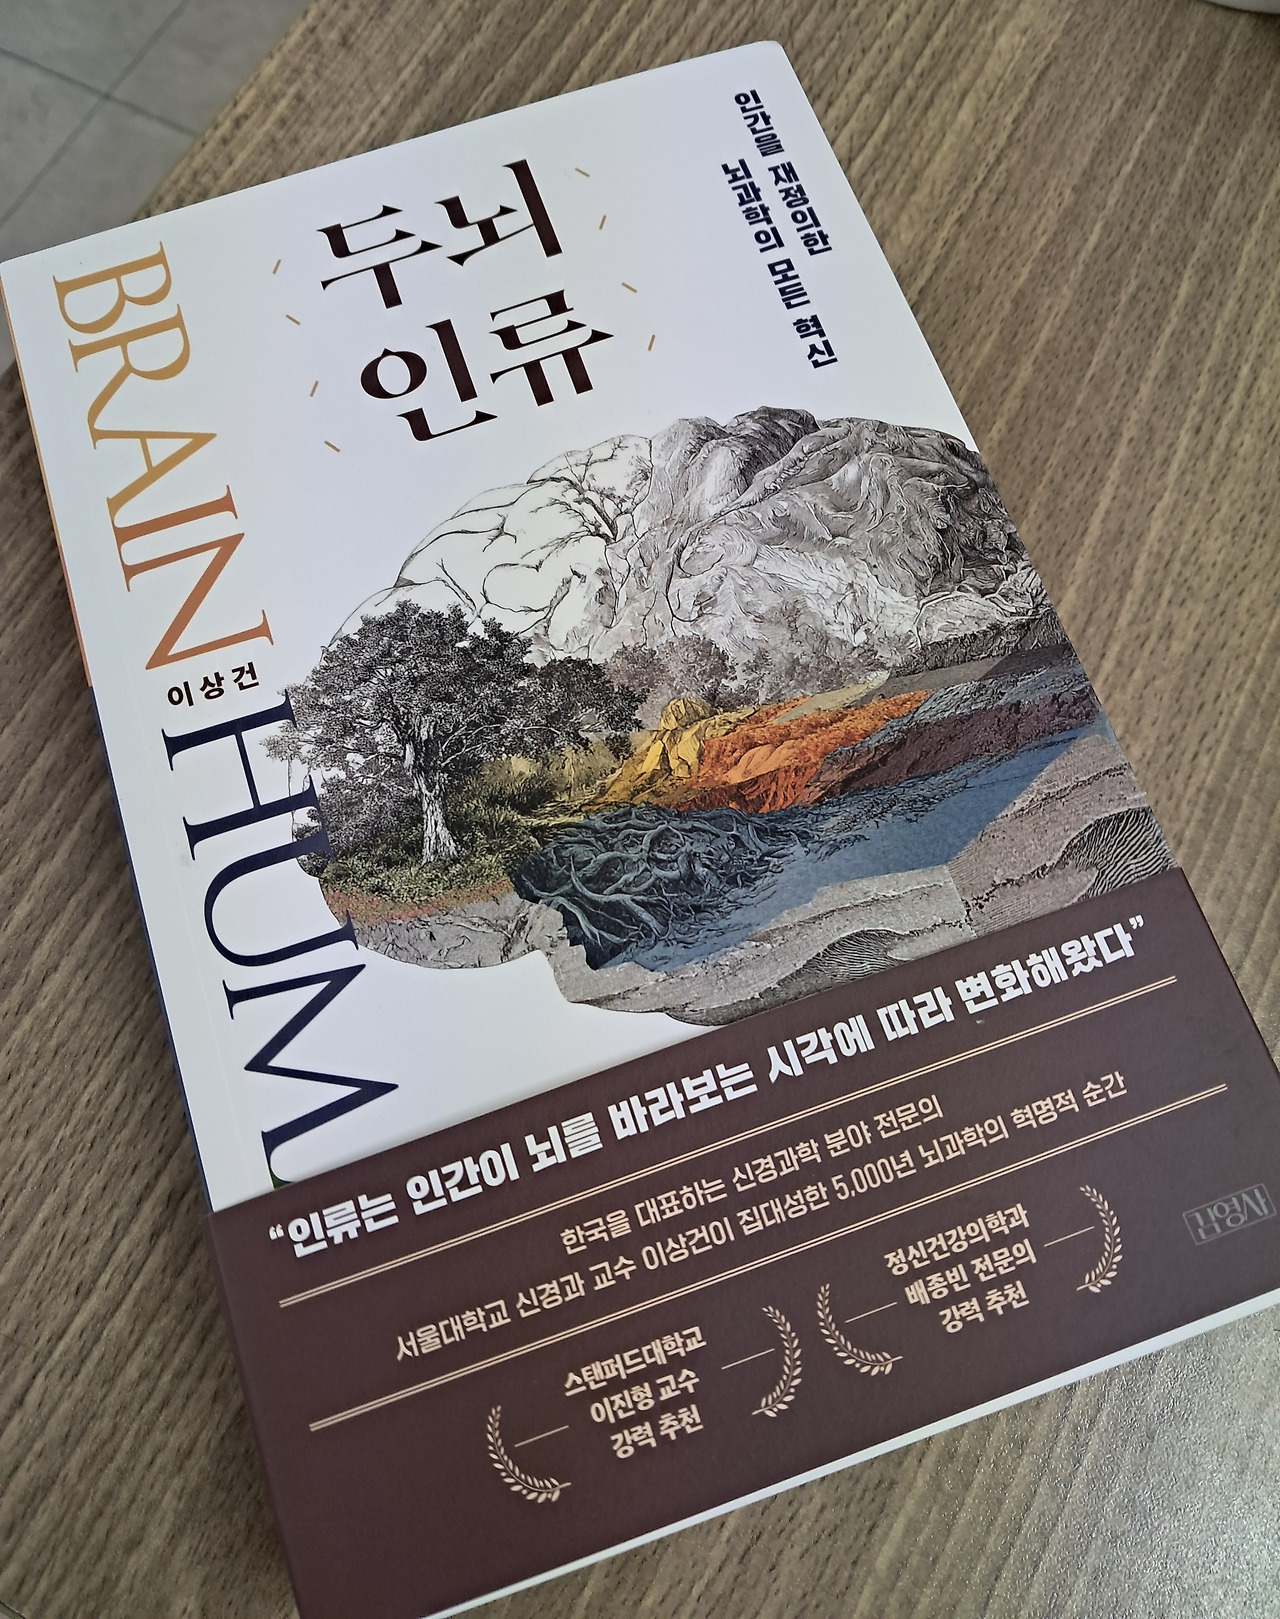 인간을 재정의한
뇌과학의 모든 혁신
두뇌
인류
BRAIN
이상건
HUM
“인류는 인간이 뇌를 바라보는 시각에 따라 변화해왔다”
한국을 대표하는 신경과학 분야 전문의
서울대학교 신경과 교수 이상건이 집대성한 5,000년 뇌과학의 혁명적 순간
스탠퍼드대학교
이진형 교수
강력 추천
정신건강의학과
배종빈 전문의
강력 추천
김영사